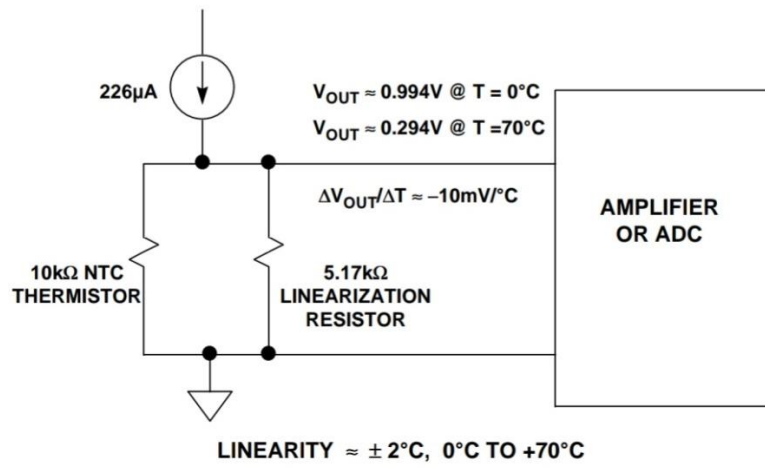 226µA
V_OUT ≈ 0.994V @ T = 0°C
V_OUT ≈ 0.294V @ T =70°C
ΔV_OUT/ΔT ≈ –10mV/°C
AMPLIFIER
OR ADC
10kΩ NTC
THERMISTOR
5.17kΩ
LINEARIZATION
RESISTOR
LINEARITY ≈ ± 2°C, 0°C TO +70°C